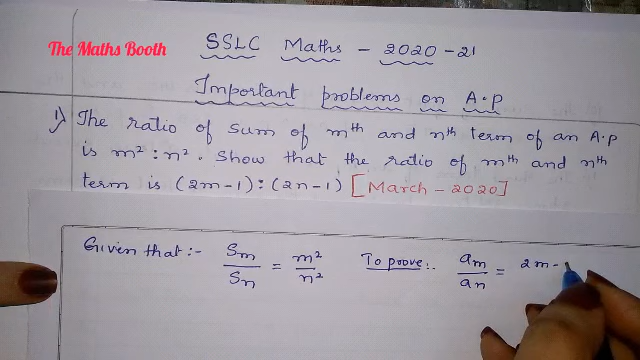 The Maths Booth
SSLC Maths - 2020-21
Important problems on A.P
1) The ratio of sum of mth and nth term of an A.P
is m² : n². Show that the ratio of mth and nth
term is (2m-1) : (2n-1) [March - 2020]
Given that :- Sm/Sn = m²/n² To prove :- am/an = 2m -